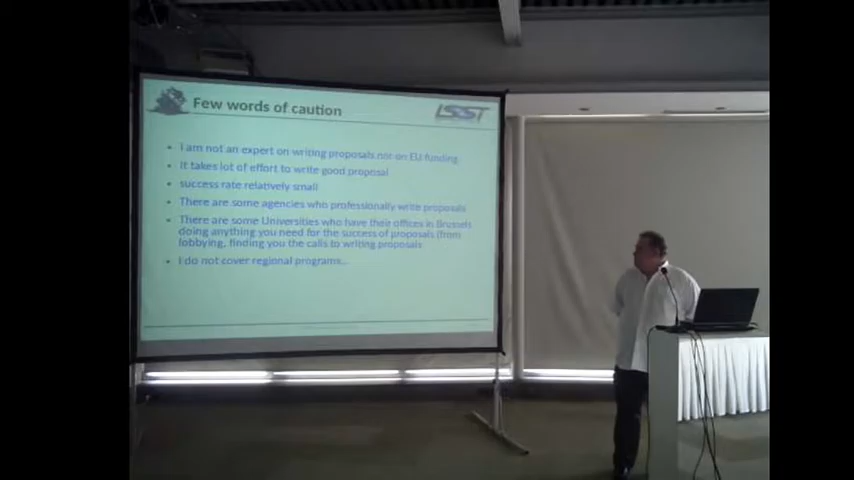 Few words of caution
LSST
• I am not an expert on writing proposals nor on EU funding
• It takes lot of effort to write good proposal
• success rate relatively small
• There are some agencies who professionally write proposals
• There are some Universities who have their offices in Brussels
doing anything you need for the success of proposals (from
lobbying, finding you the calls to writing proposals)
• I do not cover regional programs...